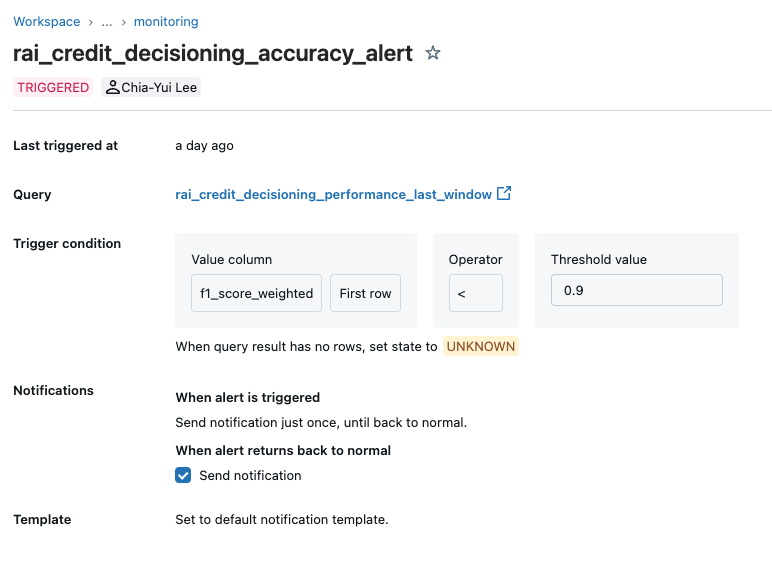 Workspace > ... > monitoring
rai_credit_decisioning_accuracy_alert
TRIGGERED Chia-Yui Lee
Last triggered at a day ago
Query rai_credit_decisioning_performance_last_window
Trigger condition
Value column Operator Threshold value
f1_score_weighted First row < 0.9
When query result has no rows, set state to UNKNOWN
Notifications
When alert is triggered
Send notification just once, until back to normal.
When alert returns back to normal
Send notification
Template Set to default notification template.